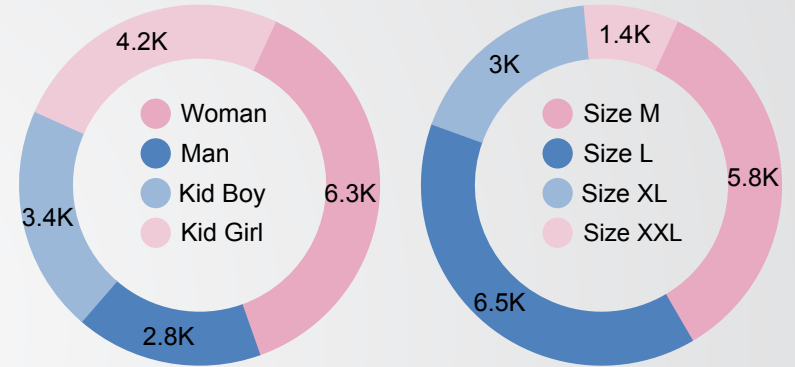 4.2K
Woman
Man
Kid Boy
Kid Girl
6.3K
3.4K
2.8K
1.4K
3K
Size M
Size L
Size XL
Size XXL
5.8K
6.5K